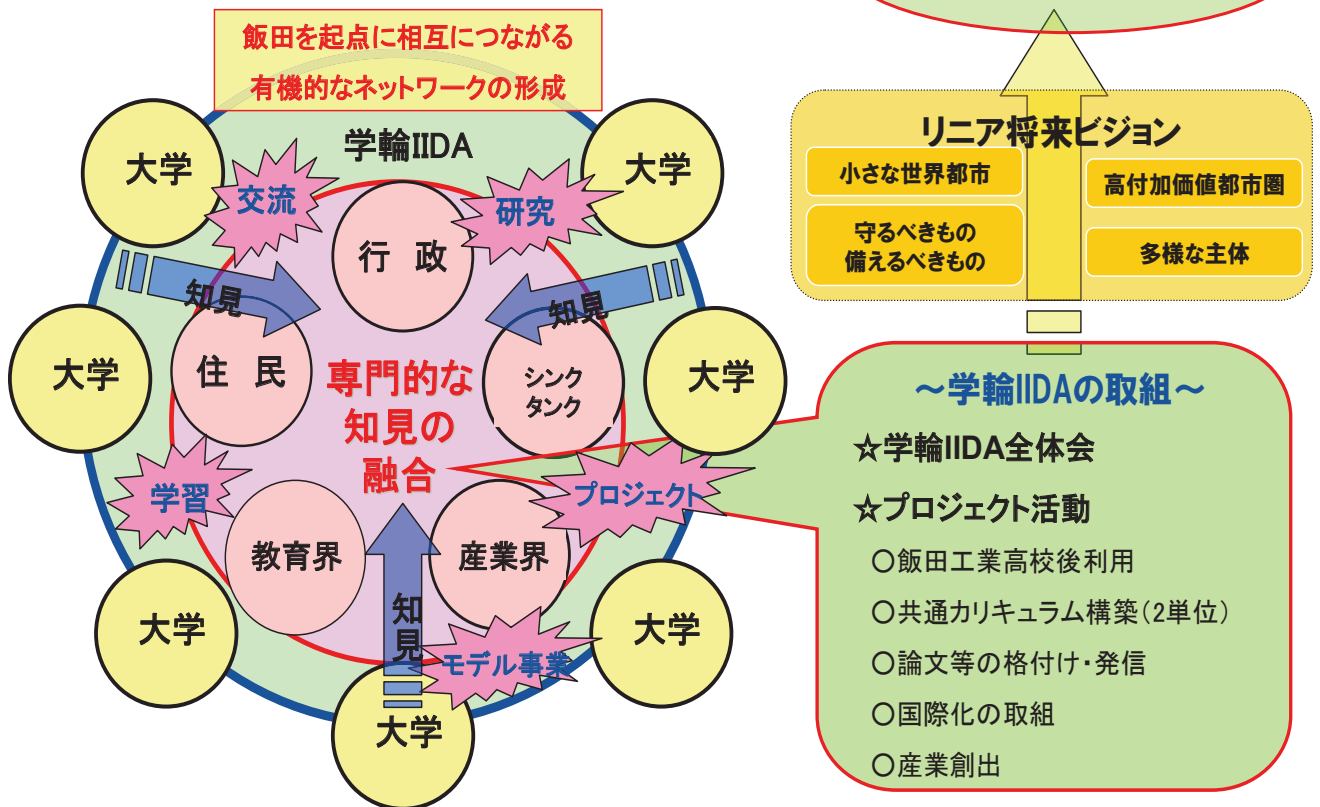 飯田を起点に相互につながる
有機的なネットワークの形成
学輪IIDA
大学
大学
交流
研究
行 政
知見
知見
大学
住 民
専門的な
知見の
融合
シンク
タンク
大学
学習
プロジェクト
教育界
産業界
大学
知
見
モデル事業
大学
大学
リニア将来ビジョン
小さな世界都市
高付加価値都市圏
守るべきもの
備えるべきもの
多様な主体
～学輪IIDAの取組～
☆学輪IIDA全体会
☆プロジェクト活動
○飯田工業高校後利用
○共通カリキュラム構築(2単位)
○論文等の格付け・発信
○国際化の取組
○産業創出